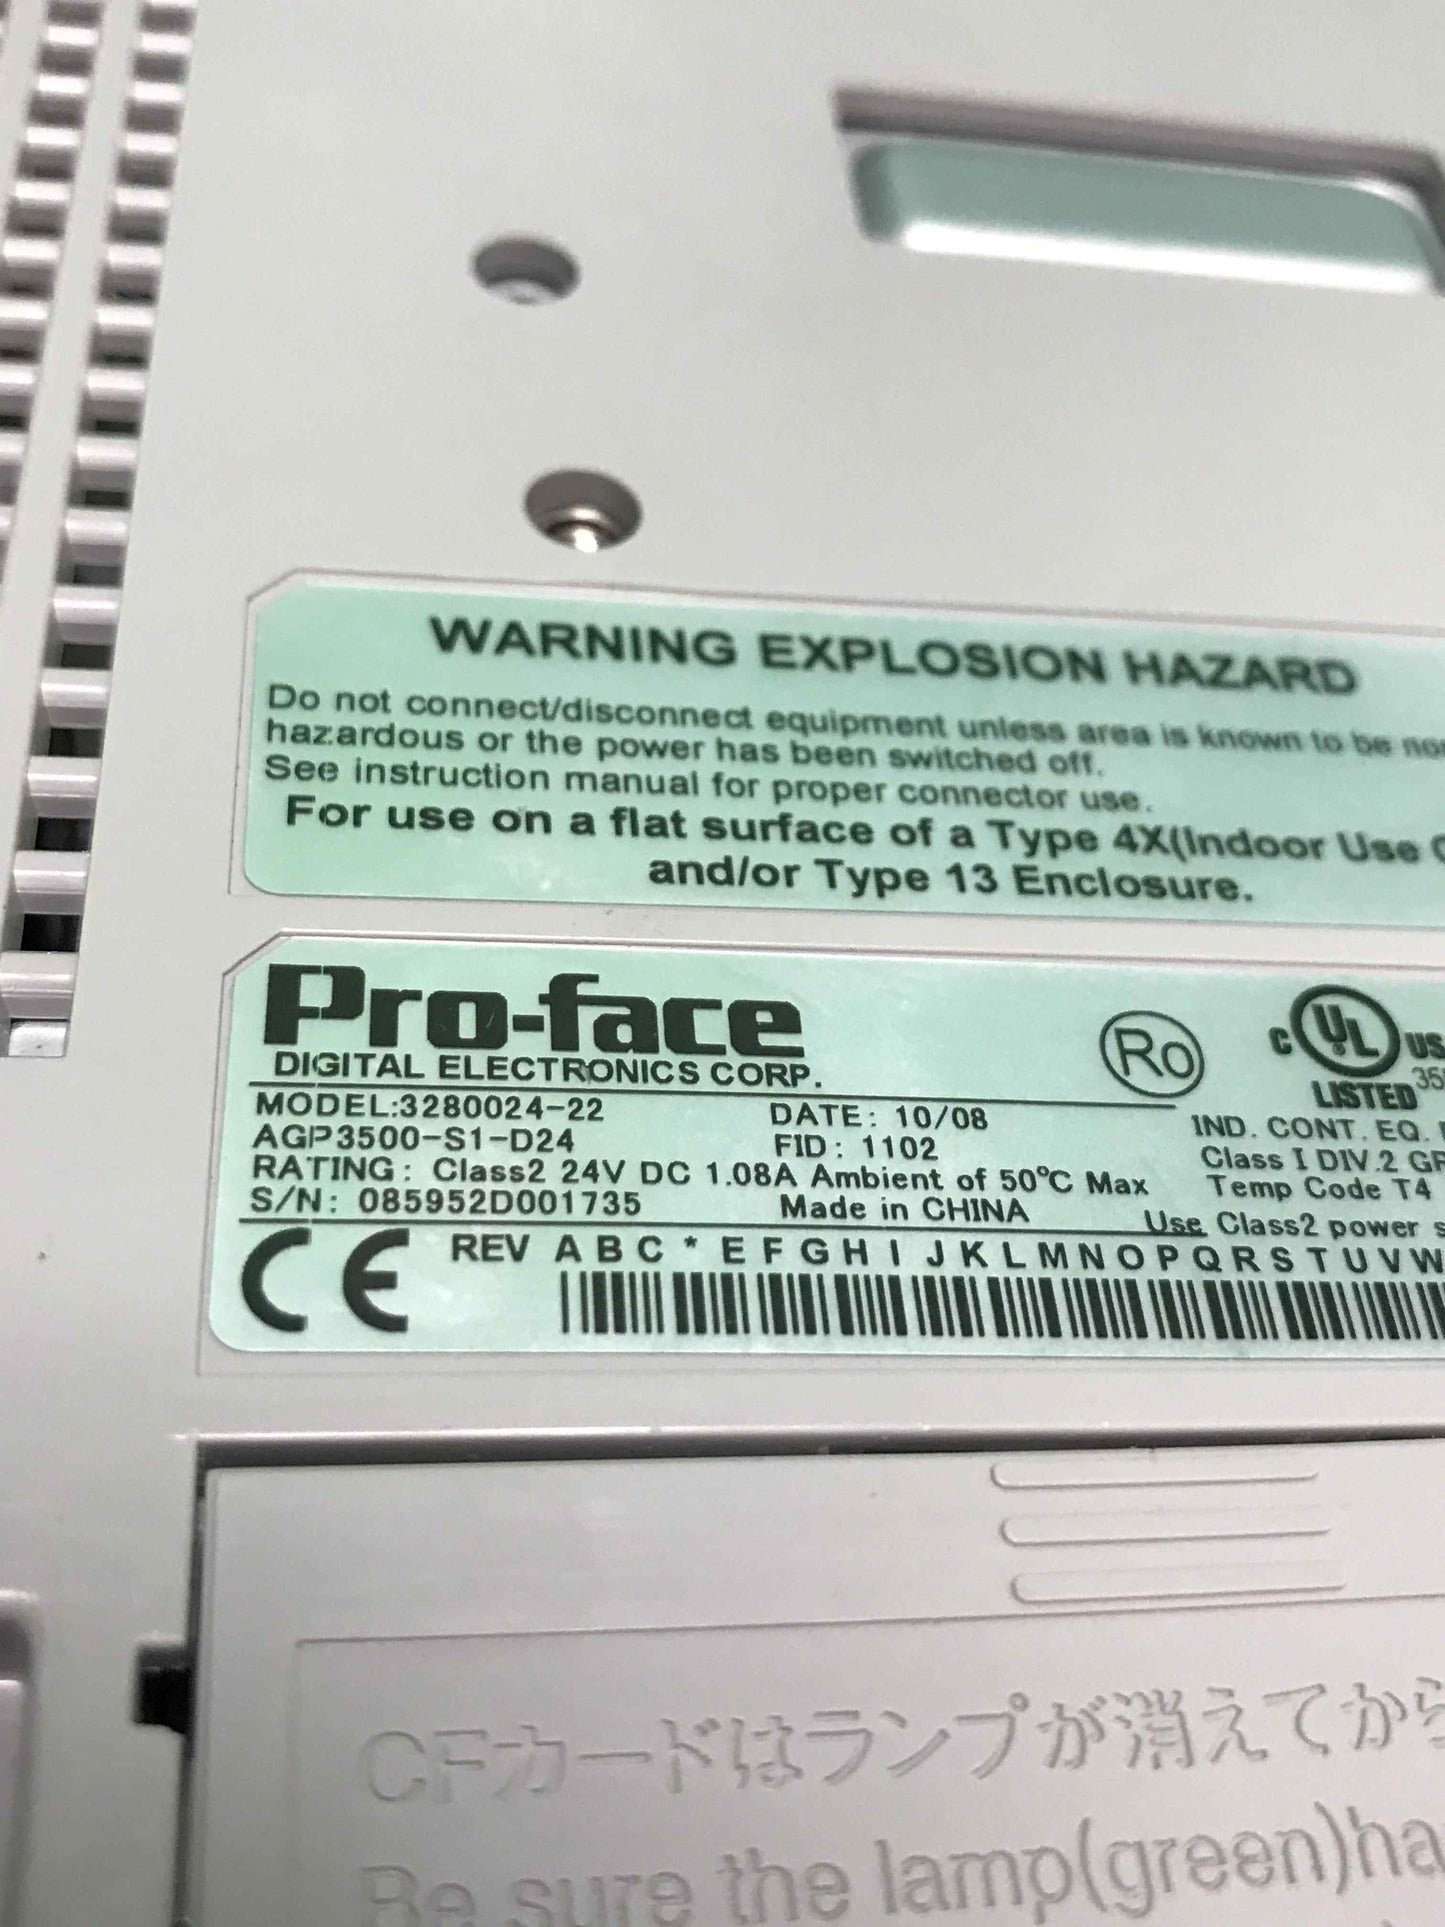 WARNING EXPLOSION HAZARD
Do not connect/disconnect equipment unless area is known to be
hazardous or the power has been switched off.
See instruction manual for proper connector use.
For use on a flat surface of a Type 4X(Indoor Use
and/or Type 13 Enclosure.
Pro-face
DIGITAL ELECTRONICS CORP.
Ro
C UL US
LISTED 35
MODEL:3280024-22 DATE: 10/08
IND. CONT. EQ.
AGP3500-S1-D24 FID: 1102
Class I DIV.2
RATING: Class2 24V DC 1.08A Ambient of 50°C Max
Temp Code T4
S/N: 085952D001735 Made in CHINA
Use Class2 power
CE REV A B C * E F G H I J K L M N O P Q R S T U V W
CFカードはランプが消えてから
Be sure the lamp(green)ha